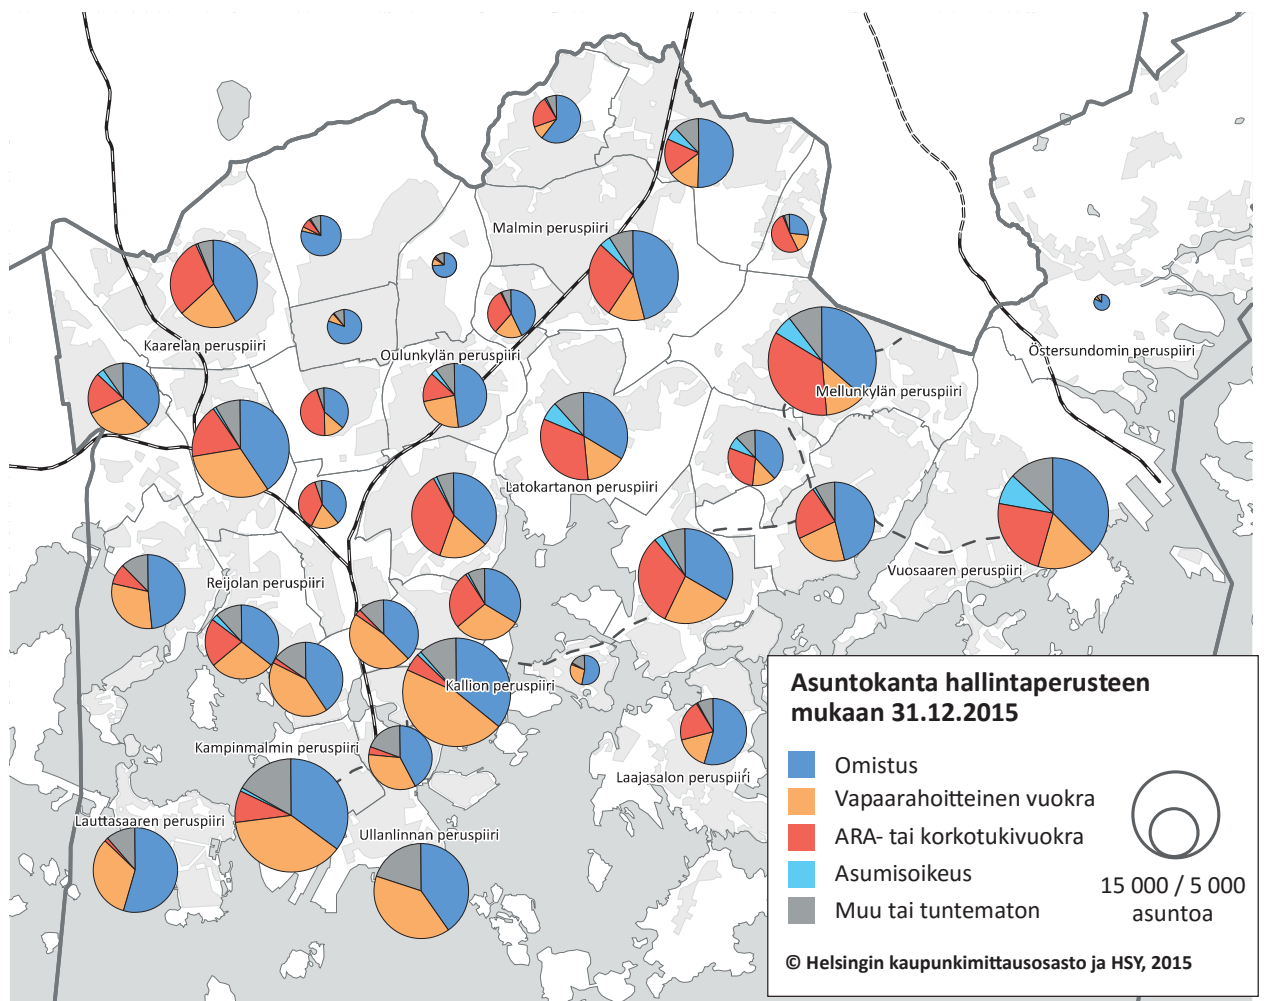 Malmin peruspiiri
Kaarelan peruspiiri
Oulunkylän peruspiiri
Östersundomin peruspiiri
Mellunkylän peruspiiri
Latokartanon peruspiiri
Vuosaaren peruspiiri
Reijolan peruspiiri
Kallion peruspiiri
Kampinmalmin peruspiiri
Laajasalon peruspiiri
Lauttasaaren peruspiiri
Ullanlinnan peruspiiri
Asuntokanta hallintaperusteen
mukaan 31.12.2015
Omistus
Vapaarahoitteinen vuokra
ARA- tai korkotukivuokra
Asumisoikeus
Muu tai tuntematon
15 000 / 5 000
asuntoa
© Helsingin kaupunkimittausosasto ja HSY, 2015